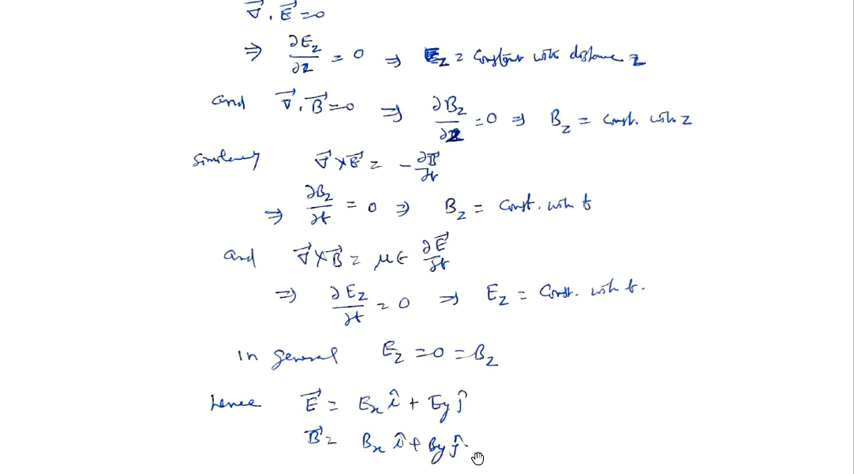 ∇⃗ . E⃗ = 0
⇒ ∂E_z/∂z = 0 ⇒ E_z = Constant with distance z
and ∇⃗ . B⃗ = 0 ⇒ ∂B_z/∂z = 0 ⇒ B_z = Const. with z
Similarly ∇⃗ × E⃗ = - ∂B⃗/∂t
⇒ ∂B_z/∂t = 0 ⇒ B_z = Const. with t
and ∇⃗ × B⃗ = μϵ ∂E⃗/∂t
⇒ ∂E_z/∂t = 0 ⇒ E_z = Const. with t.
In general E_z = 0 = B_z
hence E⃗ = E_x î + E_y ĵ
B⃗ = B_x î + B_y ĵ.